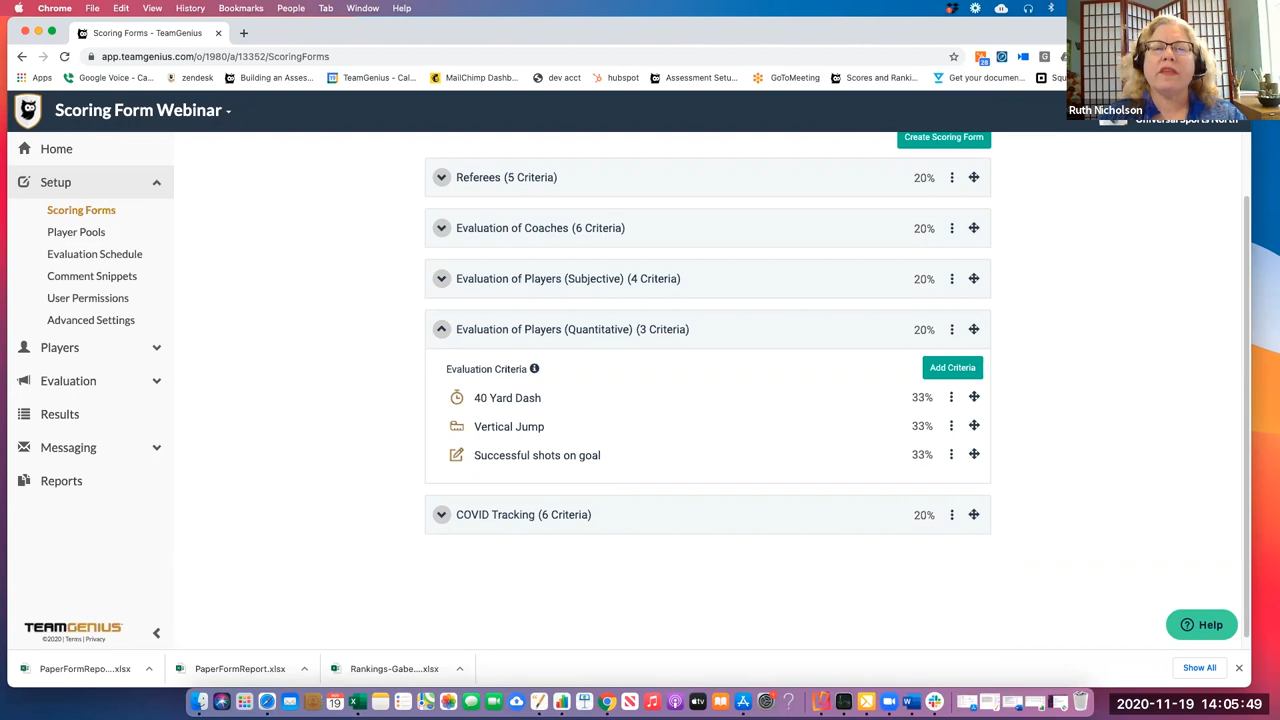 Chrome File Edit View History Bookmarks People Tab Window Help
Scoring Forms - TeamGenius
app.teamgenius.com/o/1980/a/13352/ScoringForms
28
Apps Google Voice - Ca... zendesk Building an Asses... TeamGenius - Cal... MailChimp Dashbo... dev acct hubspot Assessment Setu... GoToMeeting Scores and Ranki... Get your documen... Squ
Ruth Nicholson
Scoring Form Webinar
Universal Sports North
Home
Setup
Scoring Forms
Player Pools
Evaluation Schedule
Comment Snippets
User Permissions
Advanced Settings
Players
Evaluation
Results
Messaging
Reports
TEAMGENIUS
©2020 | Terms | Privacy
Create Scoring Form
Referees (5 Criteria) 20%
Evaluation of Coaches (6 Criteria) 20%
Evaluation of Players (Subjective) (4 Criteria) 20%
Evaluation of Players (Quantitative) (3 Criteria) 20%
Evaluation Criteria Add Criteria
40 Yard Dash 33%
Vertical Jump 33%
Successful shots on goal 33%
COVID Tracking (6 Criteria) 20%
Help
PaperFormRepo....xlsx PaperFormReport.xlsx Rankings-Gabe....xlsx Show All
19
2020-11-19 14:05:49